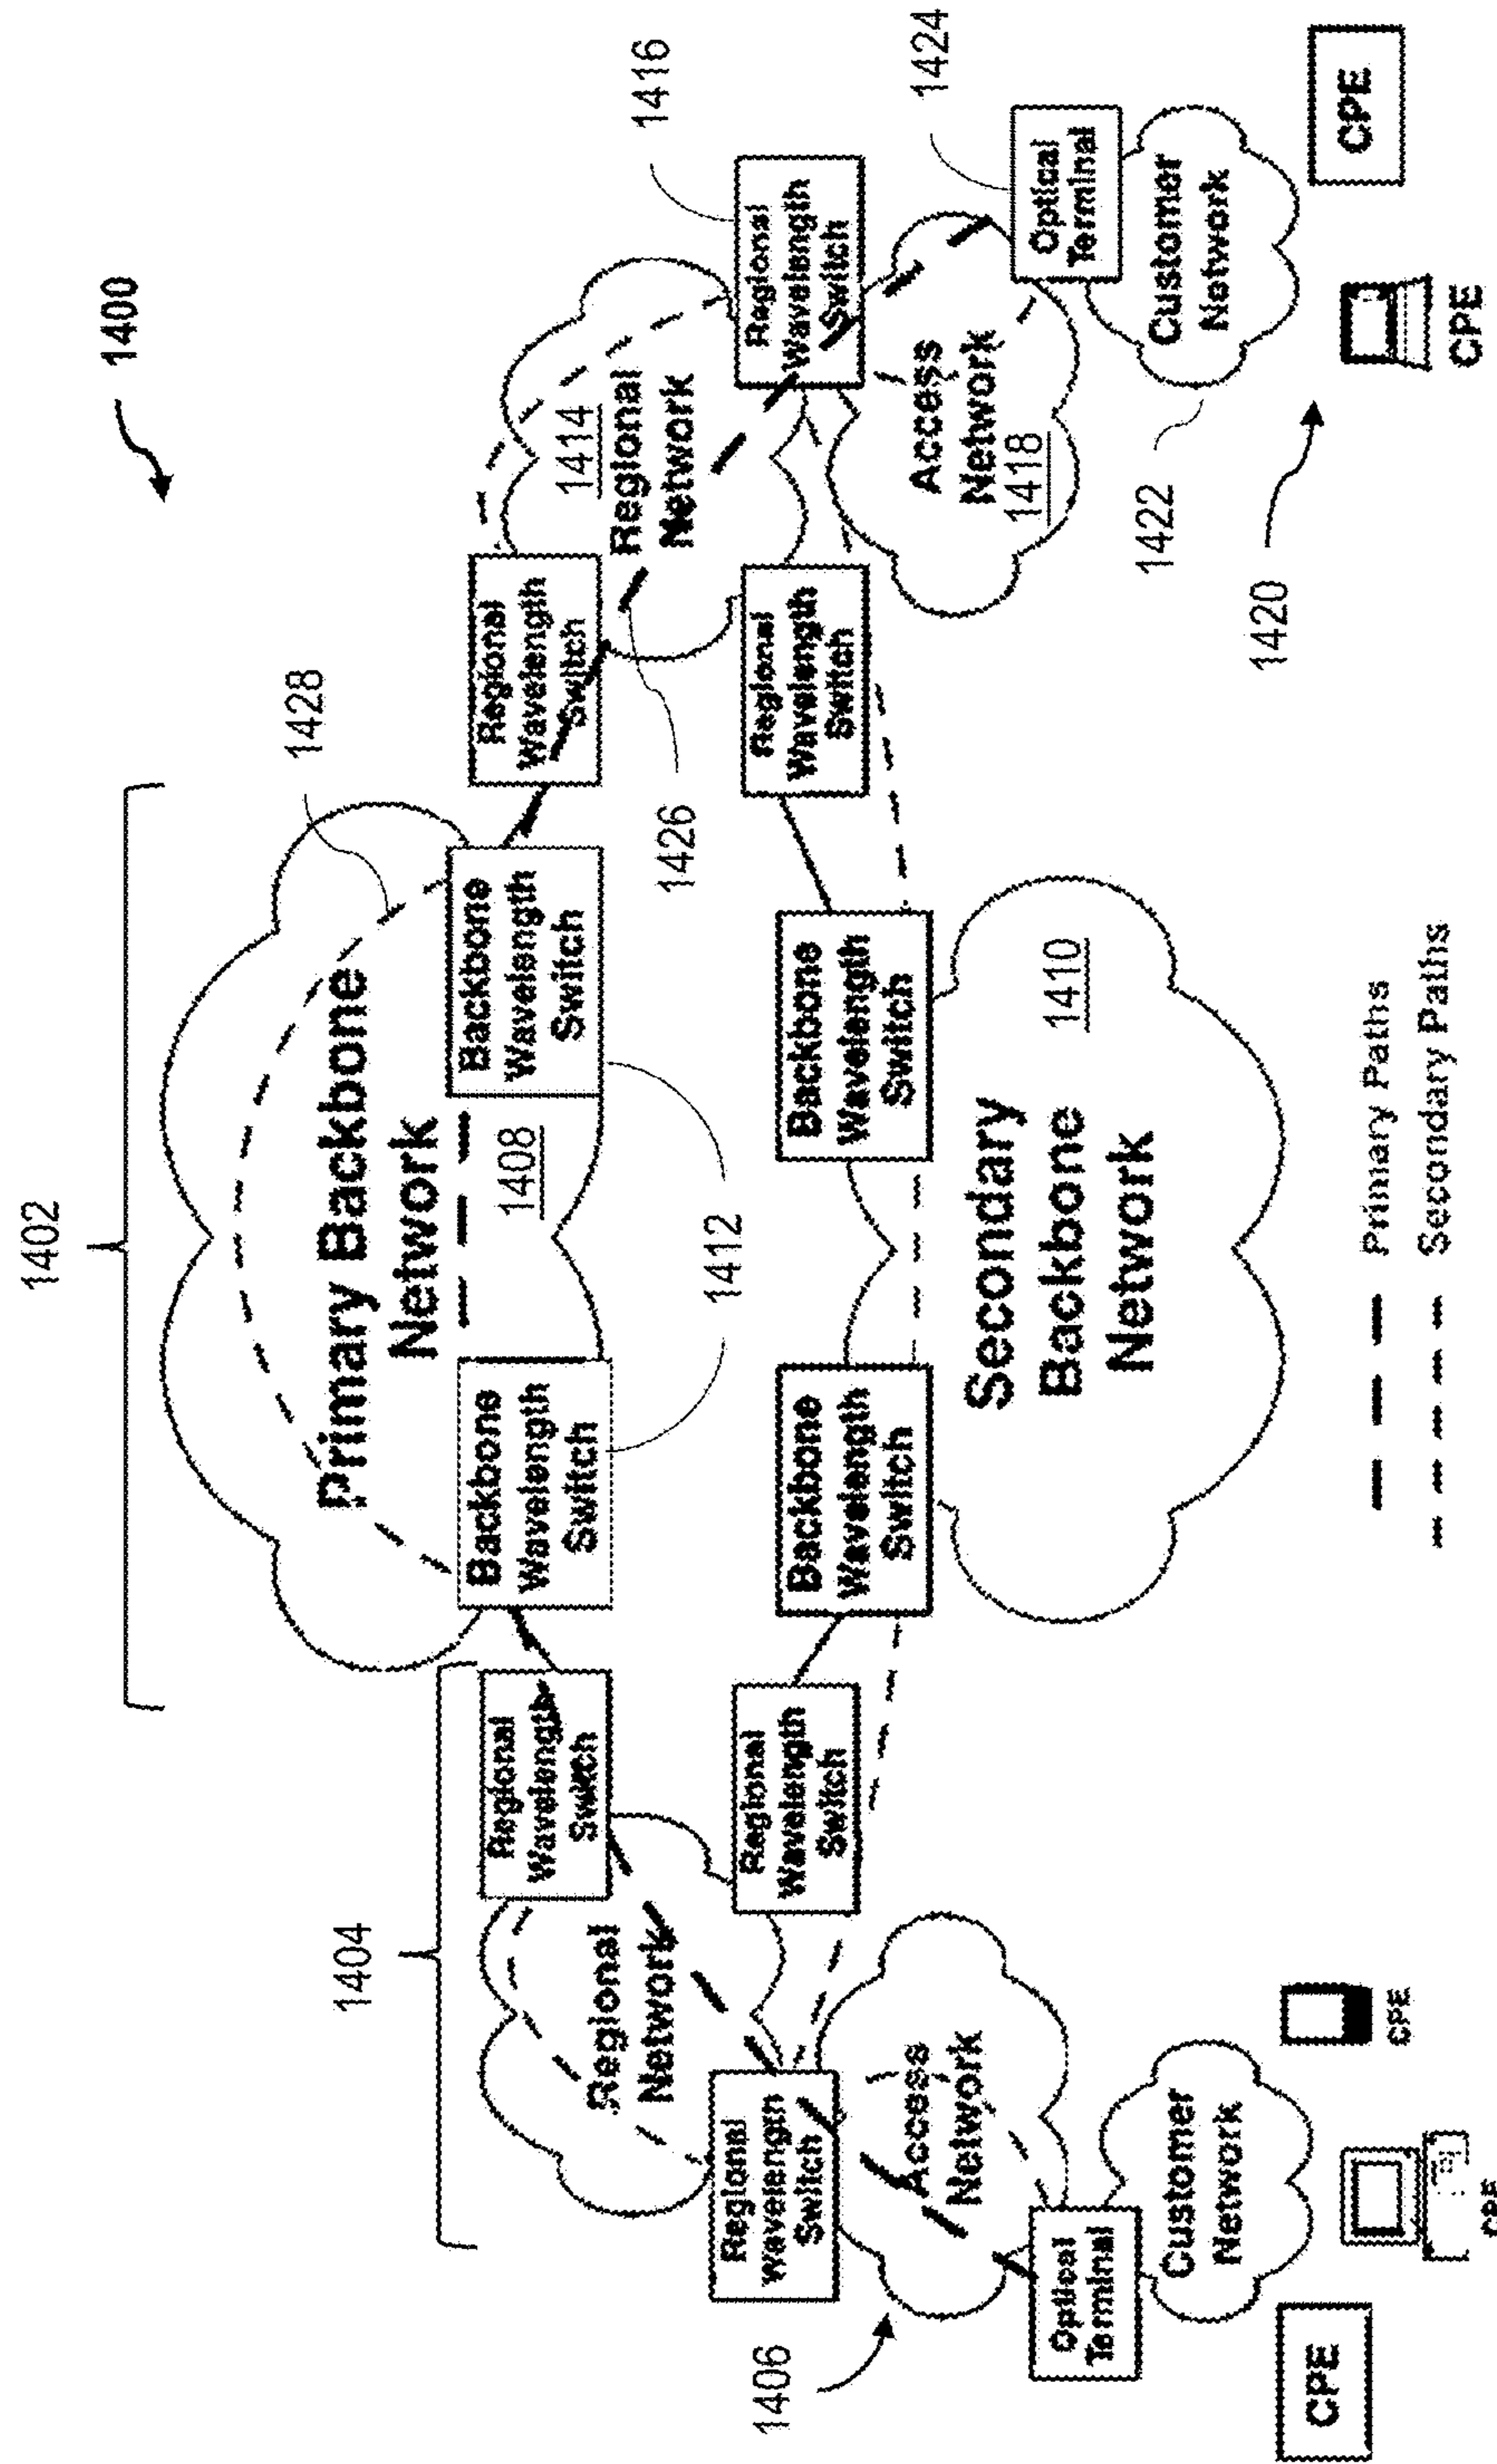 1400
1402
1404
1428
1416
Primary Backbone
Network
1408
Regional
Wavelength
Switch
Backbone
Wavelength
Switch
Backbone
Wavelength
Switch
Regional
Wavelength
Switch
1414
Regional
Network
Regional
Network
1426
1412
Regional
Wavelength
Switch
Regional
Wavelength
Switch
Backbone
Wavelength
Switch
Backbone
Wavelength
Switch
Regional
Wavelength
Switch
Regional
Wavelength
Switch
1406
Access
Network
Secondary
Backbone
Network
1410
Access
Network
1418
1424
Optical
Terminal
Optical
Terminal
Customer
Network
Customer
Network
1422
1420
CPE
CPE
CPE
CPE
CPE
CPE
Primary Paths
Secondary Paths